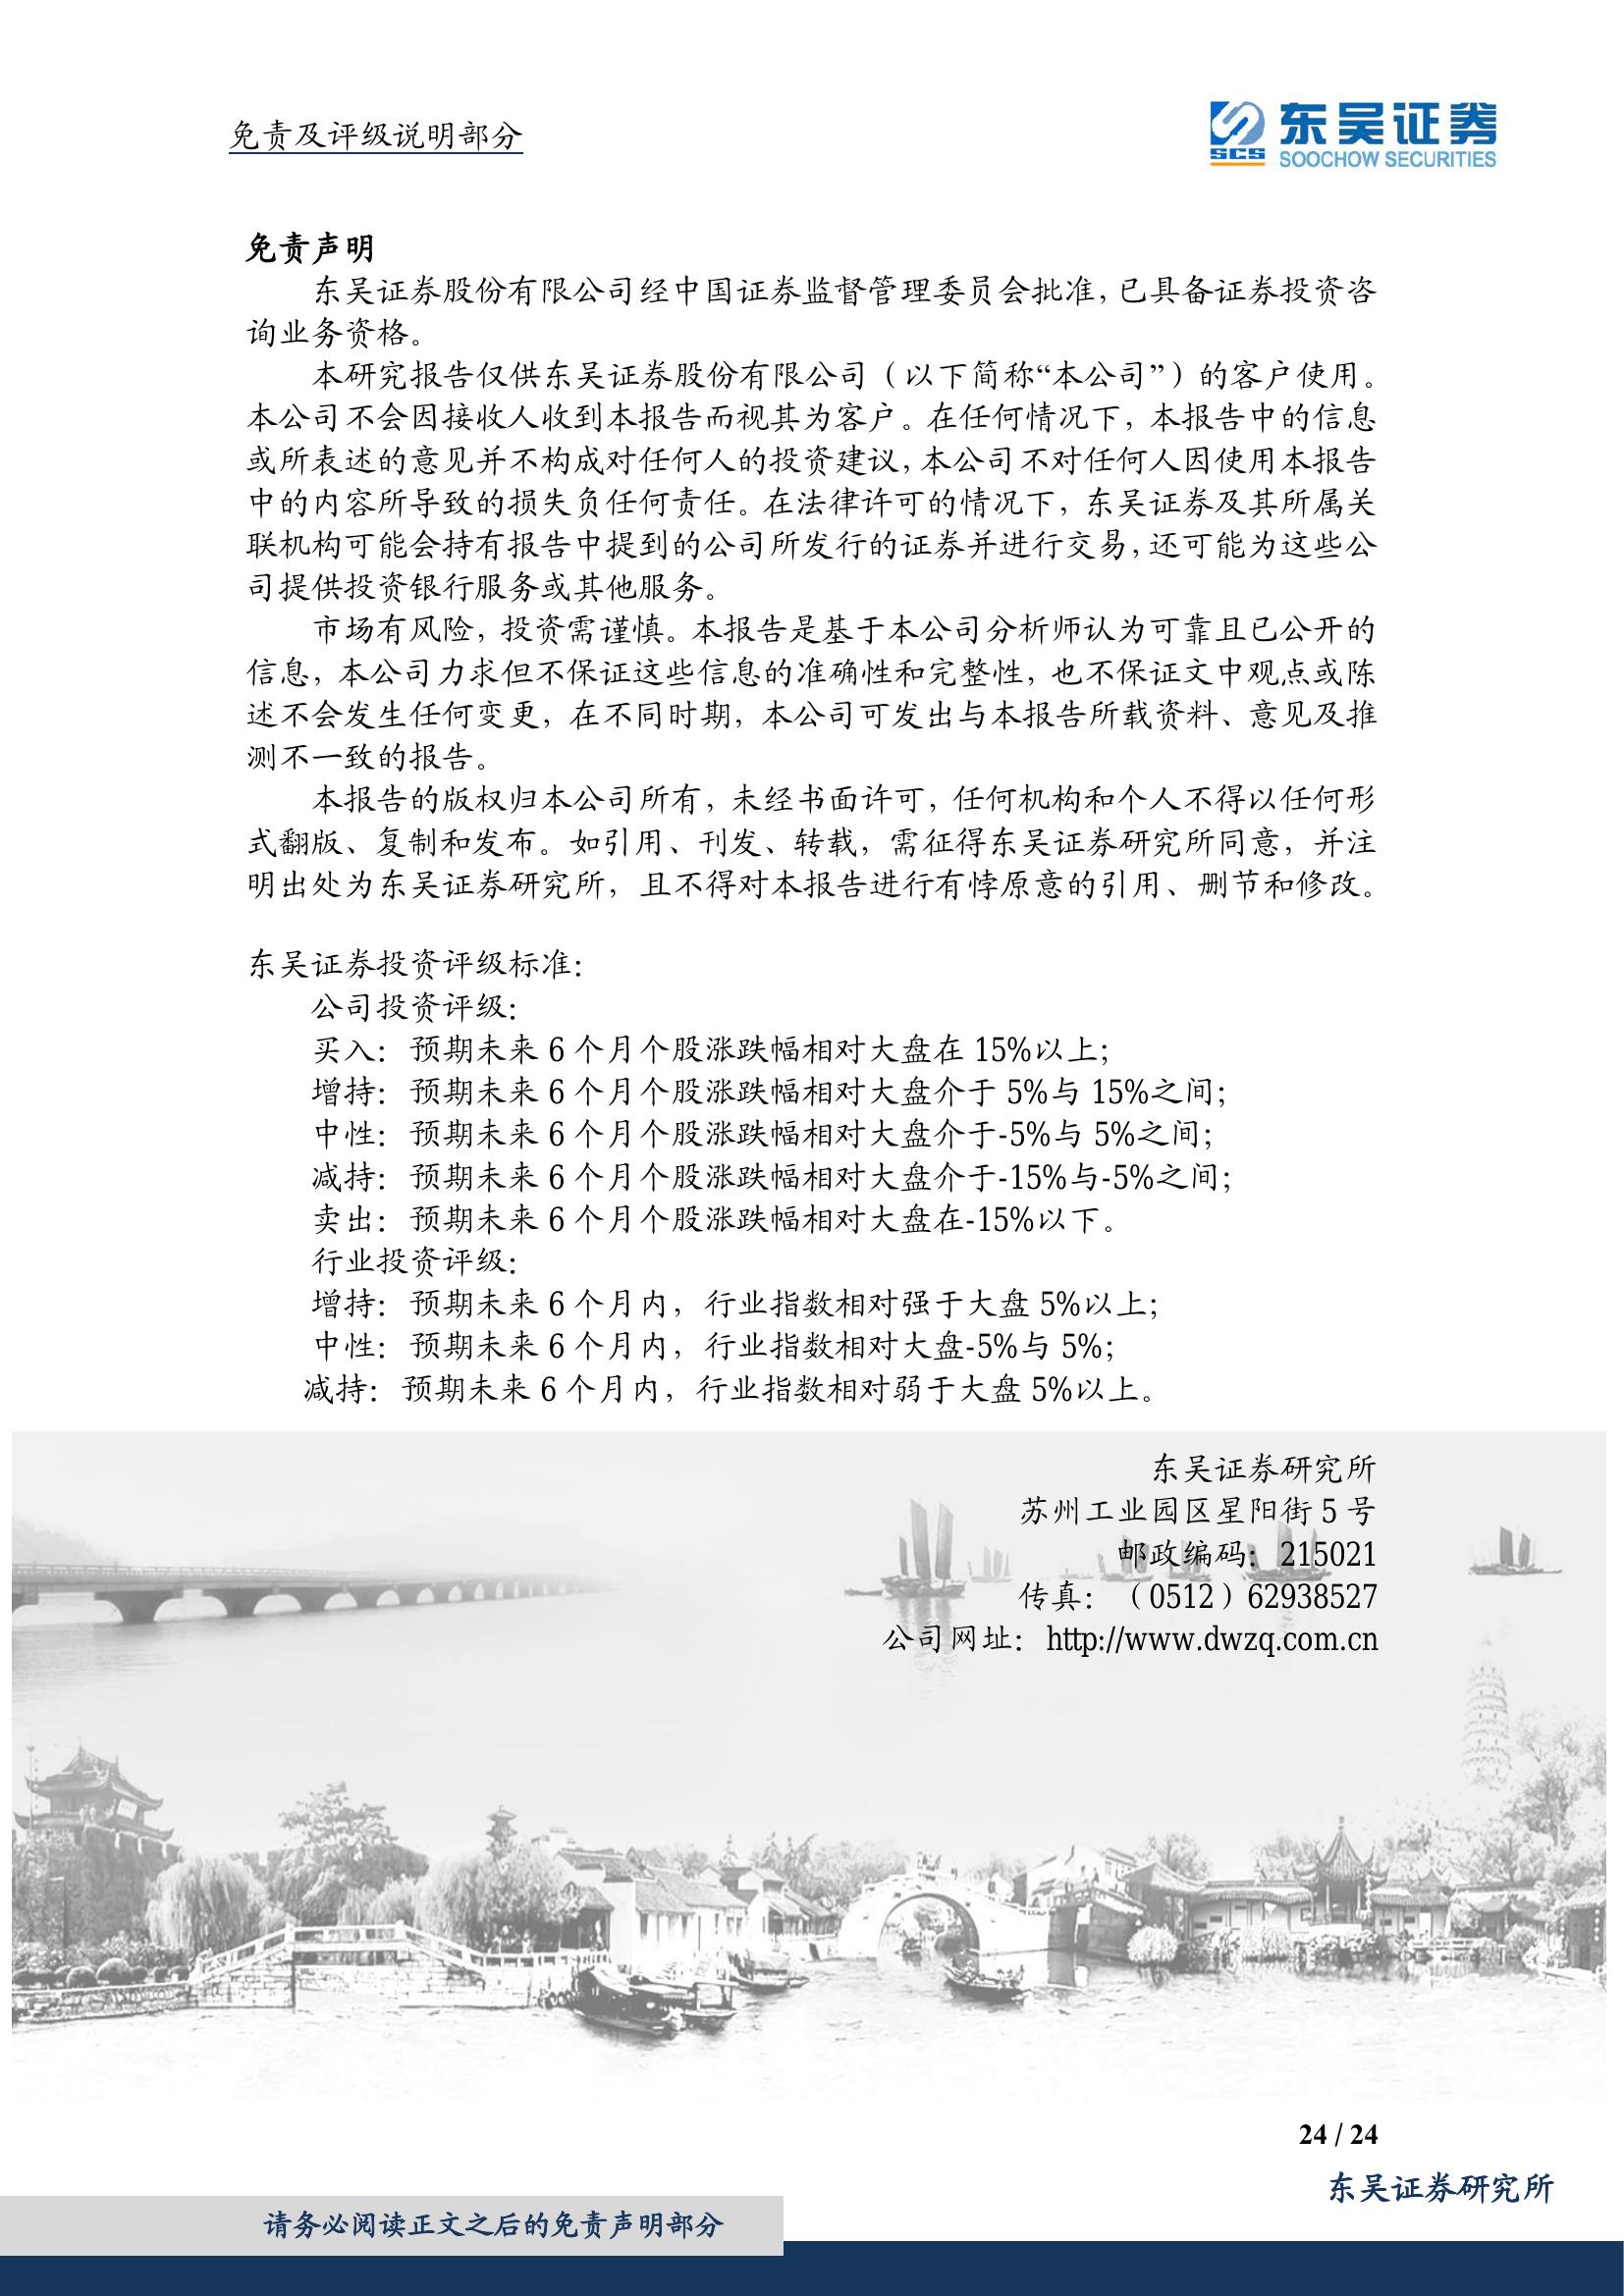 免责及评级说明部分
东吴证券
SCS
SOOCHOW SECURITIES
免责声明
东吴证券股份有限公司经中国证券监督管理委员会批准，已具备证券投资咨
询业务资格。
本研究报告仅供东吴证券股份有限公司（以下简称“本公司”）的客户使用。
本公司不会因接收人收到本报告而视其为客户。在任何情况下，本报告中的信息
或所表述的意见并不构成对任何人的投资建议，本公司不对任何人因使用本报告
中的内容所导致的损失负任何责任。在法律许可的情况下，东吴证券及其所属关
联机构可能会持有报告中提到的公司所发行的证券并进行交易，还可能为这些公
司提供投资银行服务或其他服务。
市场有风险，投资需谨慎。本报告是基于本公司分析师认为可靠且已公开的
信息，本公司力求但不保证这些信息的准确性和完整性，也不保证文中观点或陈
述不会发生任何变更，在不同时期，本公司可发出与本报告所载资料、意见及推
测不一致的报告。
本报告的版权归本公司所有，未经书面许可，任何机构和个人不得以任何形
式翻版、复制和发布。如引用、刊发、转载，需征得东吴证券研究所同意，并注
明出处为东吴证券研究所，且不得对本报告进行有悖原意的引用、删节和修改。
东吴证券投资评级标准：
公司投资评级：
买入：预期未来 6 个月个股涨跌幅相对大盘在 15%以上；
增持：预期未来 6 个月个股涨跌幅相对大盘介于 5%与 15%之间；
中性：预期未来 6 个月个股涨跌幅相对大盘介于-5%与 5%之间；
减持：预期未来 6 个月个股涨跌幅相对大盘介于-15%与-5%之间；
卖出：预期未来 6 个月个股涨跌幅相对大盘在-15%以下。
行业投资评级：
增持：预期未来 6 个月内，行业指数相对强于大盘 5%以上；
中性：预期未来 6 个月内，行业指数相对大盘-5%与 5%；
减持：预期未来 6 个月内，行业指数相对弱于大盘 5%以上。
东吴证券研究所
苏州工业园区星阳街 5 号
邮政编码：215021
传真：（0512）62938527
公司网址：http://www.dwzq.com.cn
24 / 24
东吴证券研究所
请务必阅读正文之后的免责声明部分